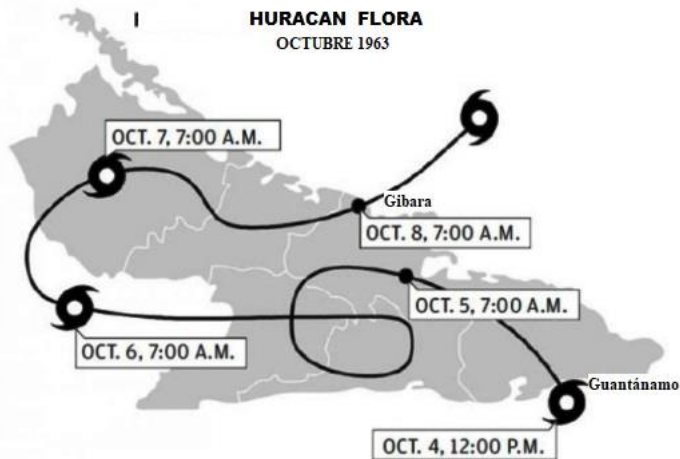 HURACAN FLORA
OCTUBRE 1963
OCT. 7, 7:00 A.M.
Gibara
OCT. 8, 7:00 A.M.
OCT. 5, 7:00 A.M.
OCT. 6, 7:00 A.M.
Guantánamo
OCT. 4, 12:00 P.M.